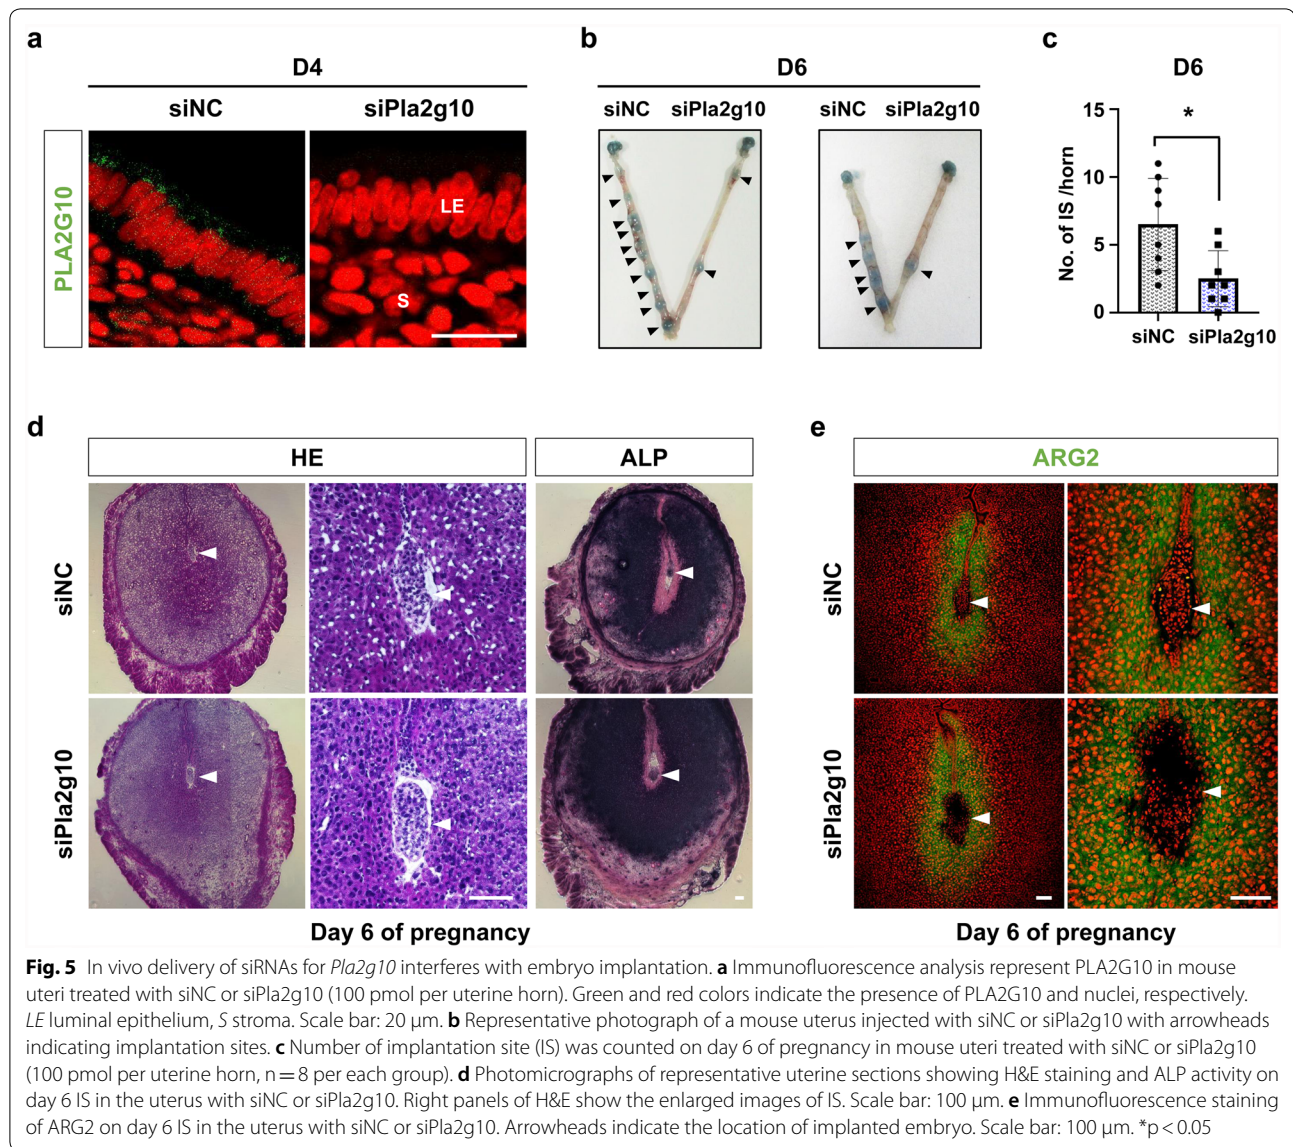 a
D4
siNC siPla2g10
PLA2G10
LE
S
b
D6
siNC siPla2g10 siNC siPla2g10
c
D6
No. of IS /horn
15
10
5
0
*
siNC siPla2g10
d
HE ALP
siNC
siPla2g10
Day 6 of pregnancy
e
ARG2
siNC
siPla2g10
Day 6 of pregnancy
Fig. 5 In vivo delivery of siRNAs for Pla2g10 interferes with embryo implantation. a Immunofluorescence analysis represent PLA2G10 in mouse
uteri treated with siNC or siPla2g10 (100 pmol per uterine horn). Green and red colors indicate the presence of PLA2G10 and nuclei, respectively.
LE luminal epithelium, S stroma. Scale bar: 20 μm. b Representative photograph of a mouse uterus injected with siNC or siPla2g10 with arrowheads
indicating implantation sites. c Number of implantation site (IS) was counted on day 6 of pregnancy in mouse uteri treated with siNC or siPla2g10
(100 pmol per uterine horn, n = 8 per each group). d Photomicrographs of representative uterine sections showing H&E staining and ALP activity on
day 6 IS in the uterus with siNC or siPla2g10. Right panels of H&E show the enlarged images of IS. Scale bar: 100 μm. e Immunofluorescence staining
of ARG2 on day 6 IS in the uterus with siNC or siPla2g10. Arrowheads indicate the location of implanted embryo. Scale bar: 100 μm. *p < 0.05